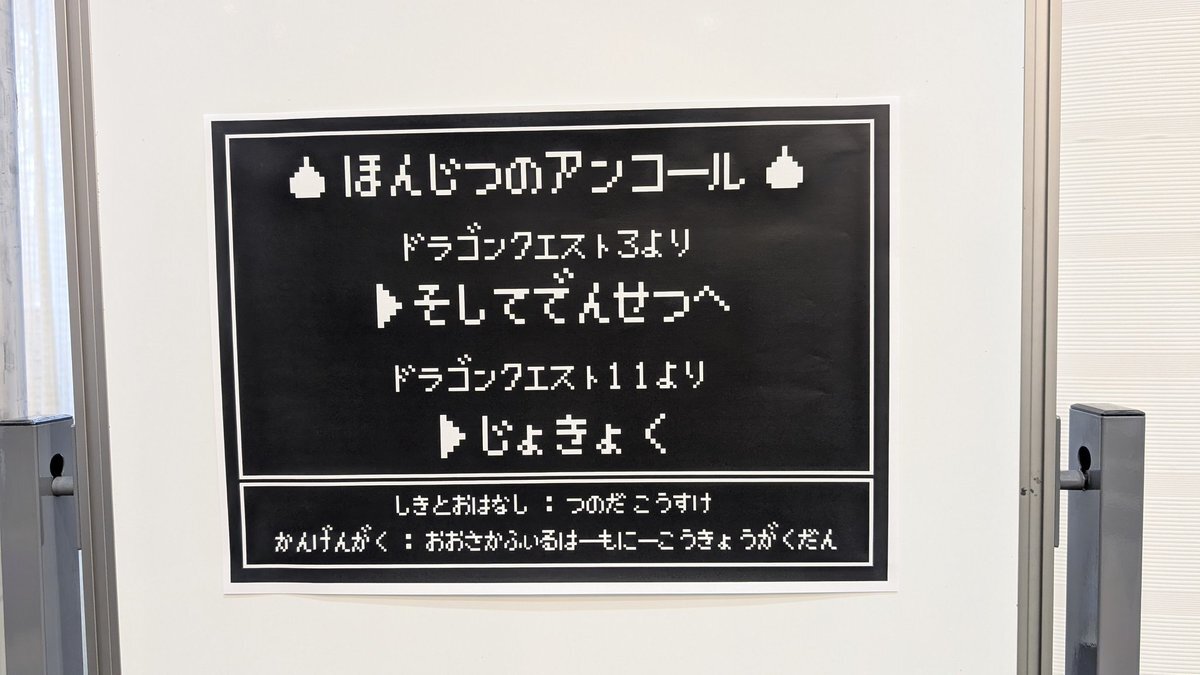 ほんじつのアンコール
ドラゴンクエスト3より
▶そしてでんせつへ
ドラゴンクエスト11より
▶じょきょく
しきとおはなし：つのだ こうすけ
かんげんがく：おおさかふぃるはーもにーこうきょうがくだん